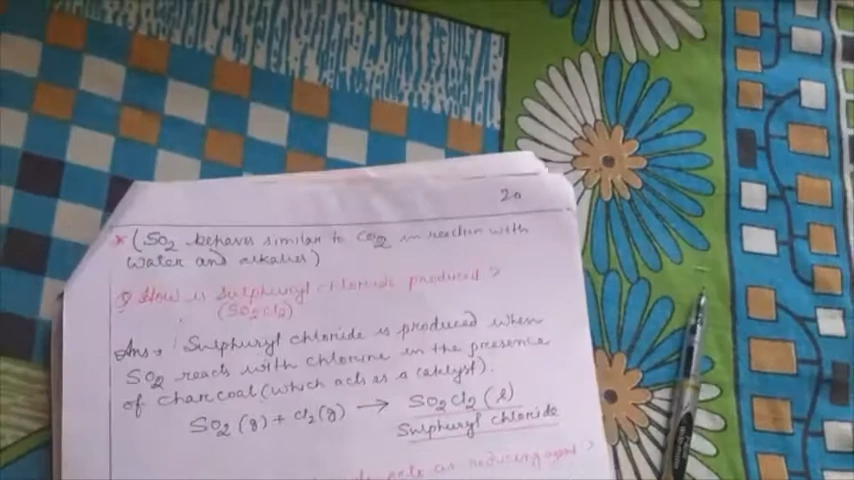 20
* (SO2 behaves similar to CO2 in reaction with
water and alkalies)
Q How is Sulphuryl chloride produced?
(SO2Cl2)
Ans → Sulphuryl chloride is produced when
SO2 reacts with chlorine in the presence
of charcoal (which acts as a catalyst).
SO2 (g) + Cl2 (g) → SO2Cl2 (l)
Sulphuryl chloride
as reducing agent?